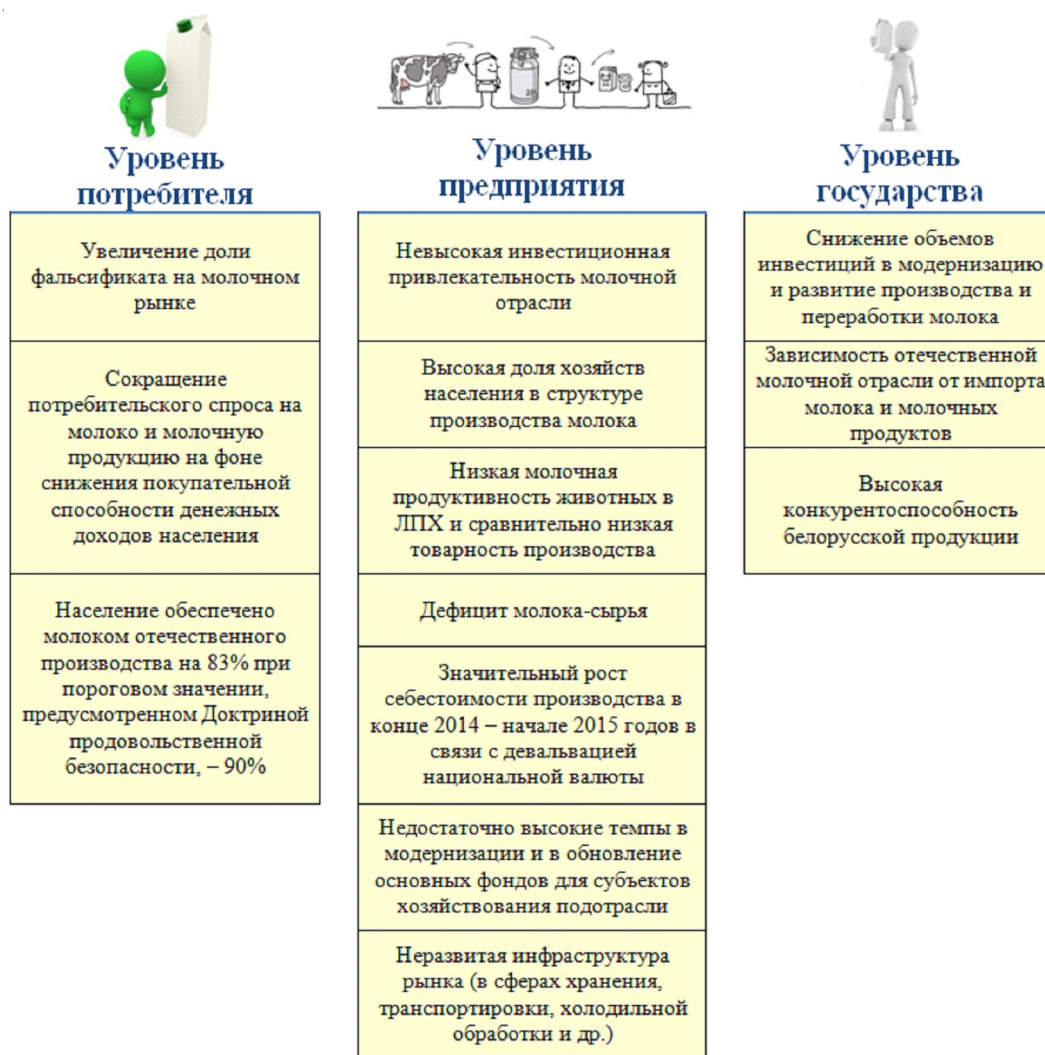 Уровень
потребителя
Увеличение доли
фальсификата на молочном
рынке
Сокращение
потребительского спроса на
молоко и молочную
продукцию на фоне
снижения покупательной
способности денежных
доходов населения
Население обеспечено
молоком отечественного
производства на 83% при
пороговом значении,
предусмотренном Доктриной
продовольственной
безопасности, – 90%
Уровень
предприятия
Невысокая инвестиционная
привлекательность молочной
отрасли
Высокая доля хозяйств
населения в структуре
производства молока
Низкая молочная
продуктивность животных в
ЛПХ и сравнительно низкая
товарность производства
Дефицит молока-сырья
Значительный рост
себестоимости производства в
конце 2014 – начале 2015 годов в
связи с девальвацией
национальной валюты
Недостаточно высокие темпы в
модернизации и в обновление
основных фондов для субъектов
хозяйствования подотрасли
Неразвитая инфраструктура
рынка (в сферах хранения,
транспортировки, холодильной
обработки и др.)
Уровень
государства
Снижение объемов
инвестиций в модернизацию
и развитие производства и
переработки молока
Зависимость отечественной
молочной отрасли от импорта
молока и молочных
продуктов
Высокая
конкурентоспособность
белорусской продукции